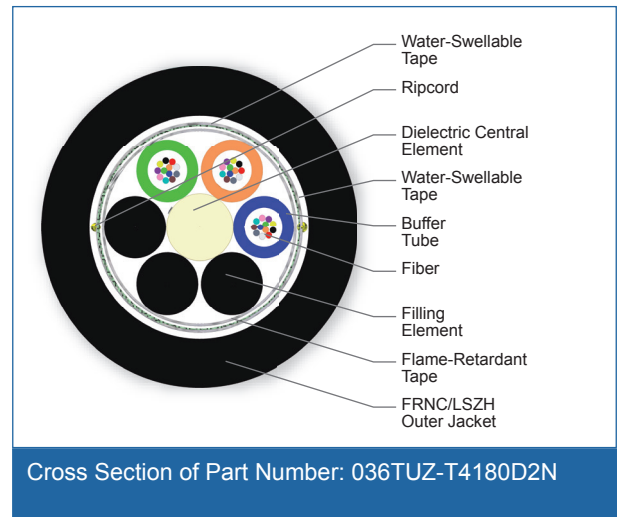 Water-Swellable
Tape
Ripcord
Dielectric Central
Element
Water-Swellable
Tape
Buffer
Tube
Fiber
Filling
Element
Flame-Retardant
Tape
FRNC/LSZH
Outer Jacket
Cross Section of Part Number: 036TUZ-T4180D2N